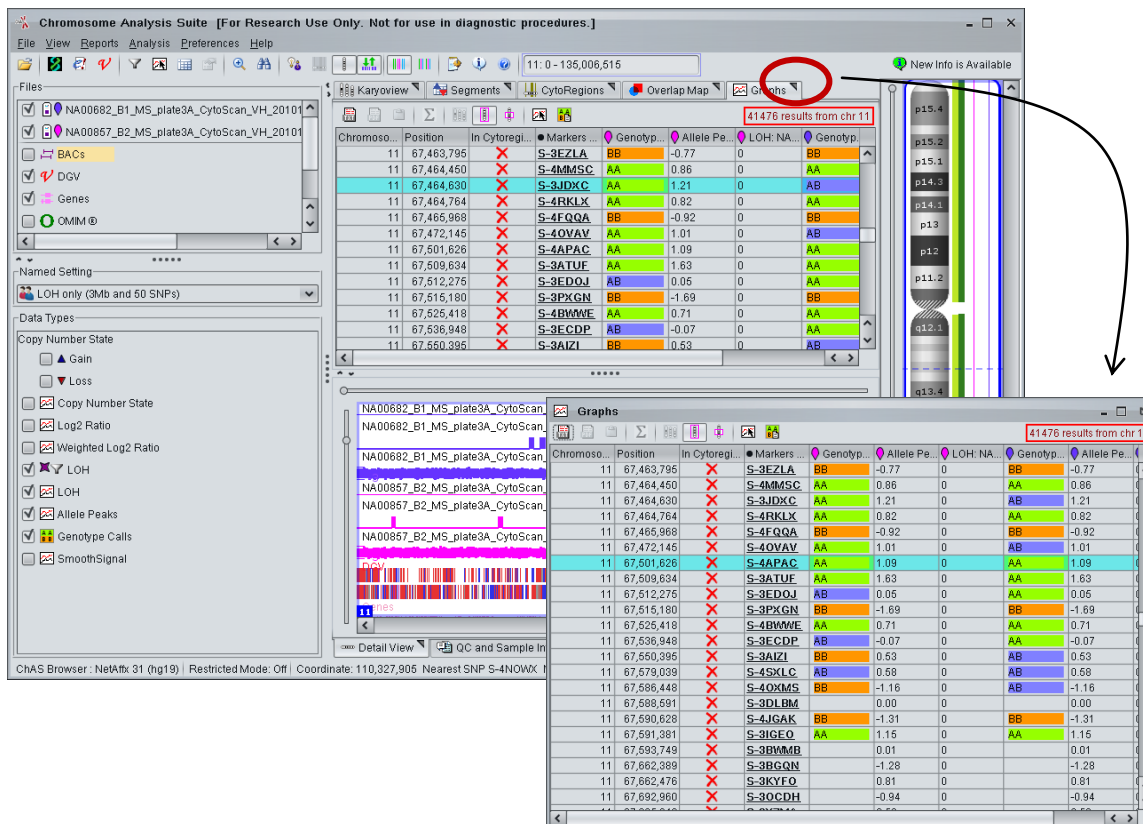 Chromosome Analysis Suite [For Research Use Only. Not for use in diagnostic procedures.]
File View Reports Analysis Preferences Help
11: 0 - 135,006,515
New Info is Available
Files
NA00682_B1_MS_plate3A_CytoScan_VH_20101
NA00857_B2_MS_plate3A_CytoScan_VH_20101
BACs
DGV
Genes
OMIM ®
Named Setting
LOH only (3Mb and 50 SNPs)
Data Types
Copy Number State
Gain
Loss
Copy Number State
Log2 Ratio
Weighted Log2 Ratio
LOH
LOH
Allele Peaks
Genotype Calls
SmoothSignal
Karyoview Segments CytoRegions Overlap Map Graphs
41476 results from chr 11
Chromoso... Position In Cytoregi... Markers ... Genotyp... Allele Pe... LOH: NA... Genotyp...
11 67,463,795 S-3EZLA BB -0.77 0 BB
11 67,464,450 S-4MMSC AA 0.86 0 AA
11 67,464,630 S-3JDXC AA 1.21 0 AB
11 67,464,764 S-4RKLX AA 0.82 0 AA
11 67,465,968 S-4FQQA BB -0.92 0 BB
11 67,472,145 S-4OVAV AA 1.01 0 AB
11 67,501,626 S-4APAC AA 1.09 0 AA
11 67,509,634 S-3ATUF AA 1.63 0 AA
11 67,512,275 S-3EDOJ AB 0.05 0 AA
11 67,515,180 S-3PXGN BB -1.69 0 BB
11 67,525,418 S-4BWWE AA 0.71 0 AA
11 67,536,948 S-3ECDP AB -0.07 0 AA
11 67,550,395 S-3AIZI BB 0.53 0 AB
NA00682_B1_MS_plate3A_CytoScan_
NA00682_B1_MS_plate3A_CytoScan_
NA00682_B1_MS_plate3A_CytoScan_
NA00857_B2_MS_plate3A_CytoScan_
NA00857_B2_MS_plate3A_CytoScan_
NA00857_B2_MS_plate3A_CytoScan_
DGV
Genes
11
Detail View QC and Sample In
ChAS Browser : NetAffx 31 (hg19) Restricted Mode: Off Coordinate: 110,327,905 Nearest SNP S-4NOWX
p15.4
p15.2
p15.1
p14.3
p14.1
p13
p12
p11.2
q12.1
q13.4
Graphs
41476 results from chr 1
Chromoso... Position In Cytoregi... Markers ... Genotyp... Allele Pe... LOH: NA... Genotyp... Allele Pe...
11 67,463,795 S-3EZLA BB -0.77 0 BB -0.77
11 67,464,450 S-4MMSC AA 0.86 0 AA 0.86
11 67,464,630 S-3JDXC AA 1.21 0 AB 1.21
11 67,464,764 S-4RKLX AA 0.82 0 AA 0.82
11 67,465,968 S-4FQQA BB -0.92 0 BB -0.92
11 67,472,145 S-4OVAV AA 1.01 0 AB 1.01
11 67,501,626 S-4APAC AA 1.09 0 AA 1.09
11 67,509,634 S-3ATUF AA 1.63 0 AA 1.63
11 67,512,275 S-3EDOJ AB 0.05 0 AA 0.05
11 67,515,180 S-3PXGN BB -1.69 0 BB -1.69
11 67,525,418 S-4BWWE AA 0.71 0 AA 0.71
11 67,536,948 S-3ECDP AB -0.07 0 AA -0.07
11 67,550,395 S-3AIZI BB 0.53 0 AB 0.53
11 67,579,039 S-4SXLC AB 0.58 0 AB 0.58
11 67,586,448 S-4OXMS BB -1.16 0 AB -1.16
11 67,588,591 S-3DLBM 0.00 0 0.00
11 67,590,628 S-4JGAK BB -1.31 0 BB -1.31
11 67,591,381 S-3IGEO AA 1.15 0 AA 1.15
11 67,593,749 S-3BWMB 0.01 0 0.01
11 67,662,389 S-3BGQN -1.28 0 -1.28
11 67,662,476 S-3KYFO 0.81 0 0.81
11 67,692,960 S-3OCDH -0.94 0 -0.94